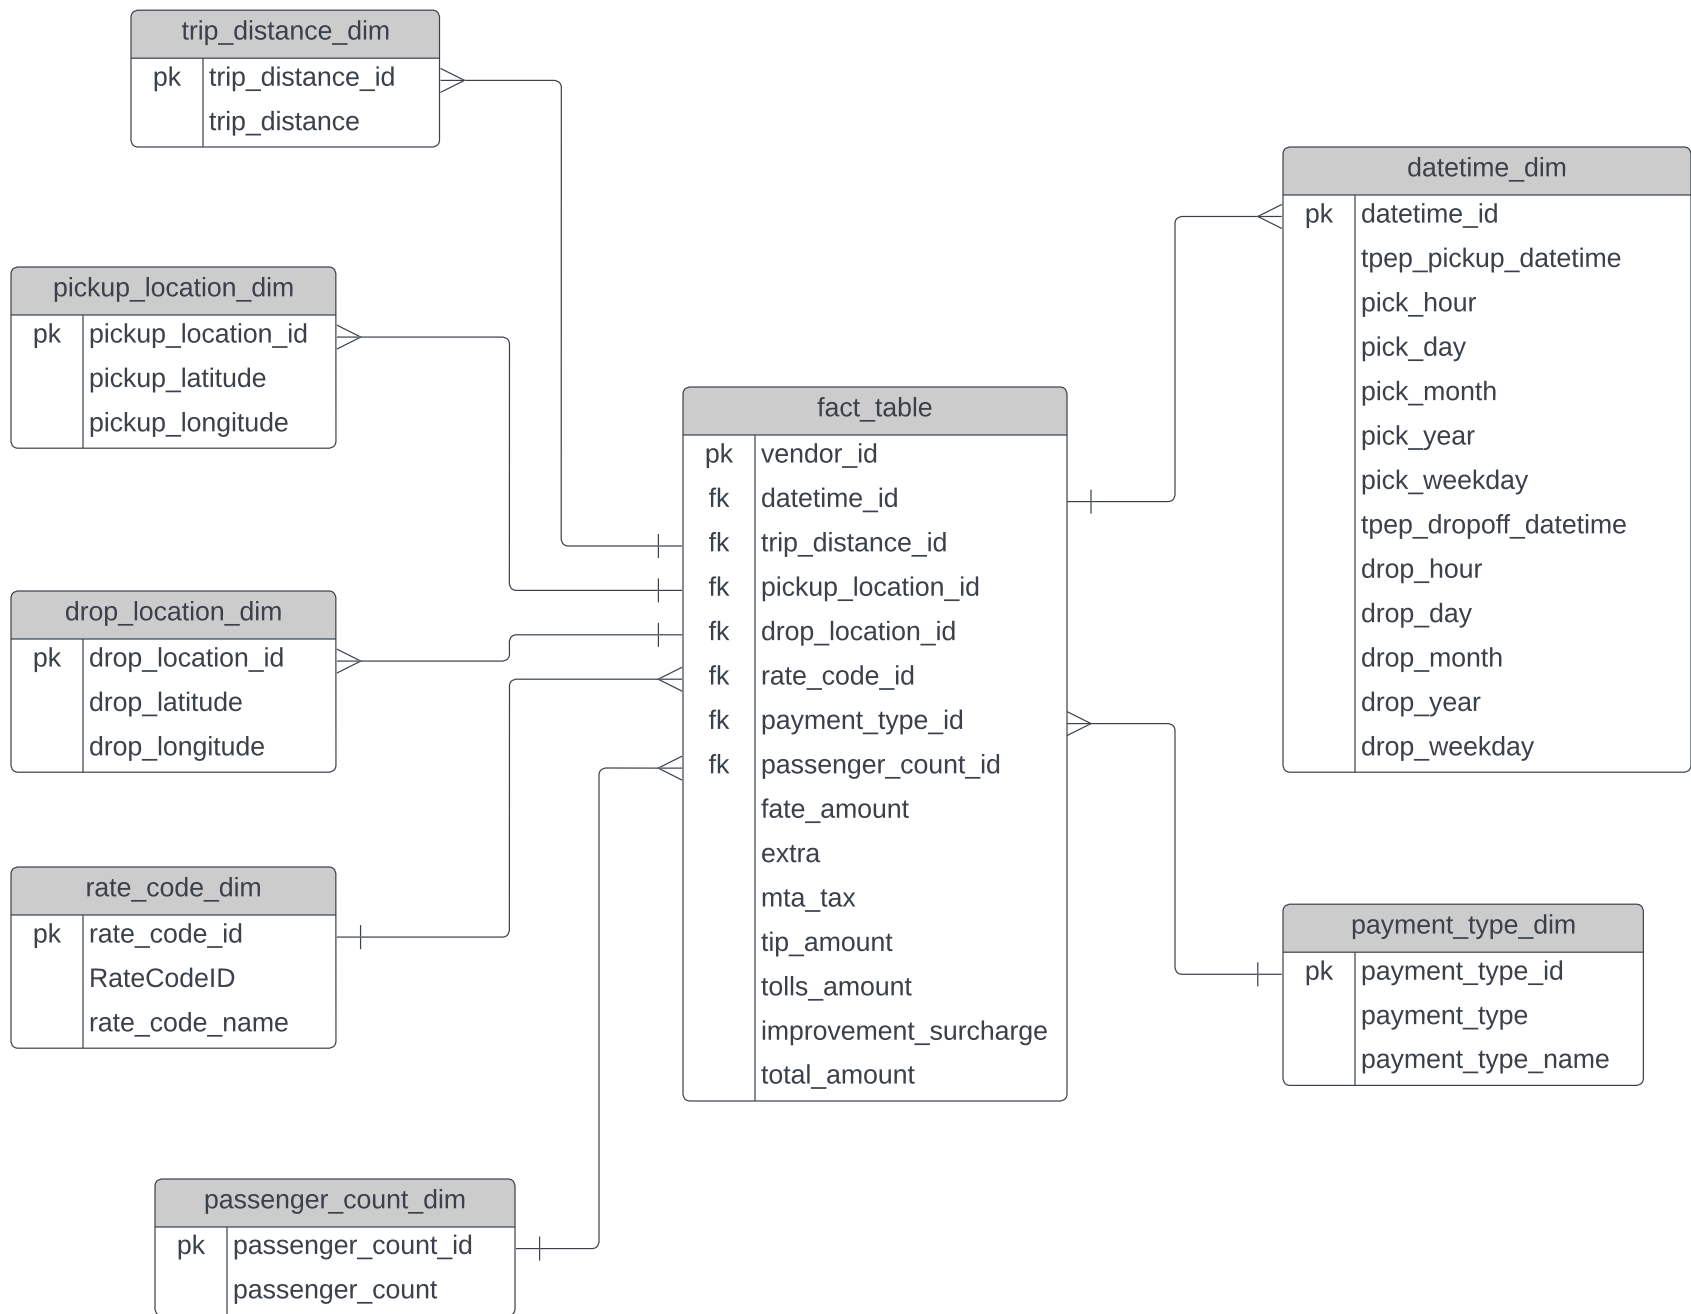 trip_distance_dim
pk trip_distance_id
trip_distance
pickup_location_dim
pk pickup_location_id
pickup_latitude
pickup_longitude
drop_location_dim
pk drop_location_id
drop_latitude
drop_longitude
rate_code_dim
pk rate_code_id
RateCodeID
rate_code_name
passenger_count_dim
pk passenger_count_id
passenger_count
fact_table
pk vendor_id
fk datetime_id
fk trip_distance_id
fk pickup_location_id
fk drop_location_id
fk rate_code_id
fk payment_type_id
fk passenger_count_id
fate_amount
extra
mta_tax
tip_amount
tolls_amount
improvement_surcharge
total_amount
datetime_dim
pk datetime_id
tpep_pickup_datetime
pick_hour
pick_day
pick_month
pick_year
pick_weekday
tpep_dropoff_datetime
drop_hour
drop_day
drop_month
drop_year
drop_weekday
payment_type_dim
pk payment_type_id
payment_type
payment_type_name